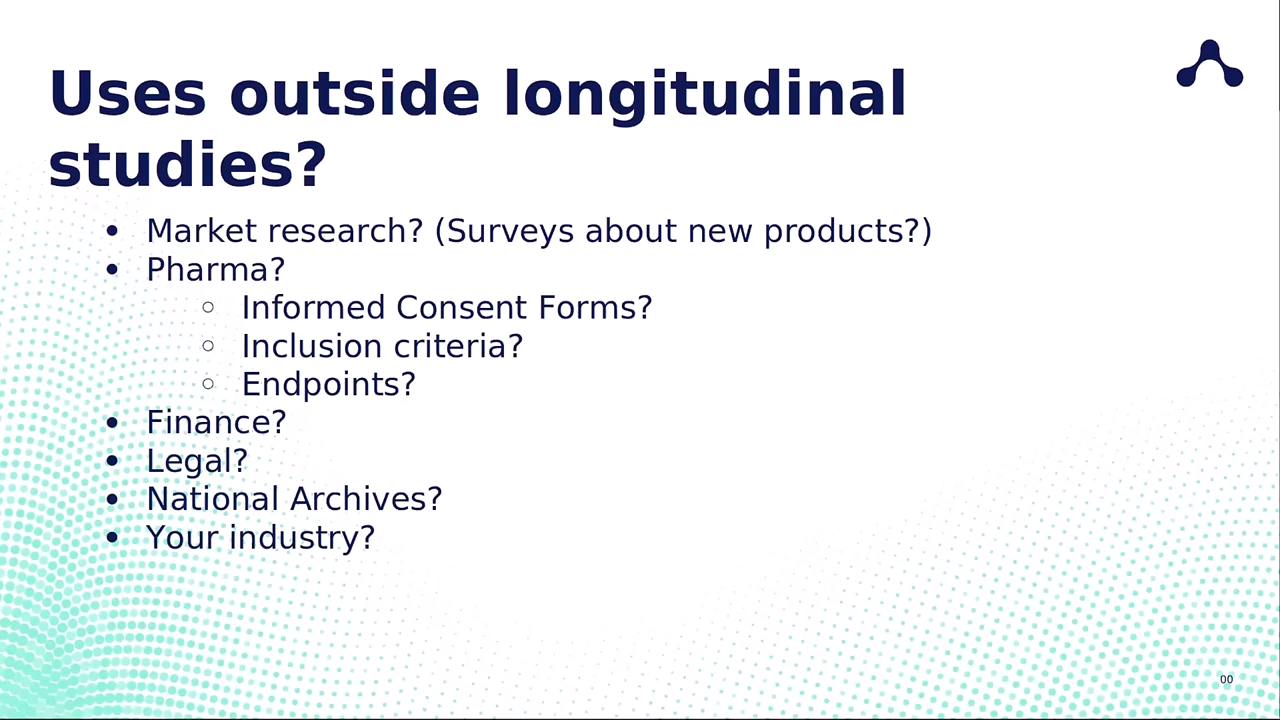 Uses outside longitudinal
studies?
• Market research? (Surveys about new products?)
• Pharma?
○ Informed Consent Forms?
○ Inclusion criteria?
○ Endpoints?
• Finance?
• Legal?
• National Archives?
• Your industry?
00